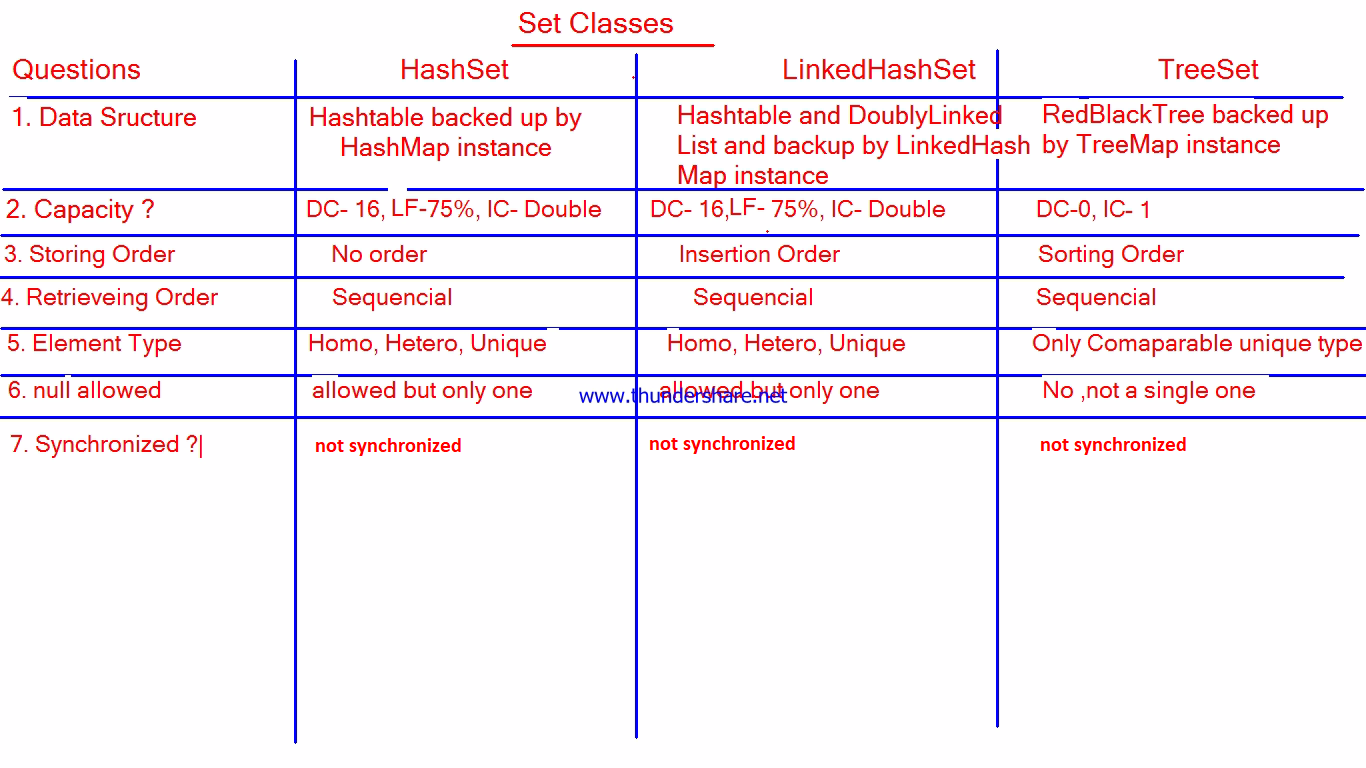 Set Classes
Questions HashSet LinkedHashSet TreeSet
1. Data Sructure
Hashtable backed up by
HashMap instance
Hashtable and DoublyLinked
List and backup by LinkedHash
Map instance
RedBlackTree backed up
by TreeMap instance
2. Capacity ? DC- 16, LF-75%, IC- Double DC- 16,LF- 75%, IC- Double DC-0, IC- 1
3. Storing Order No order Insertion Order Sorting Order
4. Retrieveing Order Sequencial Sequencial Sequencial
5. Element Type Homo, Hetero, Unique Homo, Hetero, Unique Only Comaparable unique type
6. null allowed allowed but only one allowed but only one No ,not a single one
www.thundershare.net
7. Synchronized ? not synchronized not synchronized not synchronized